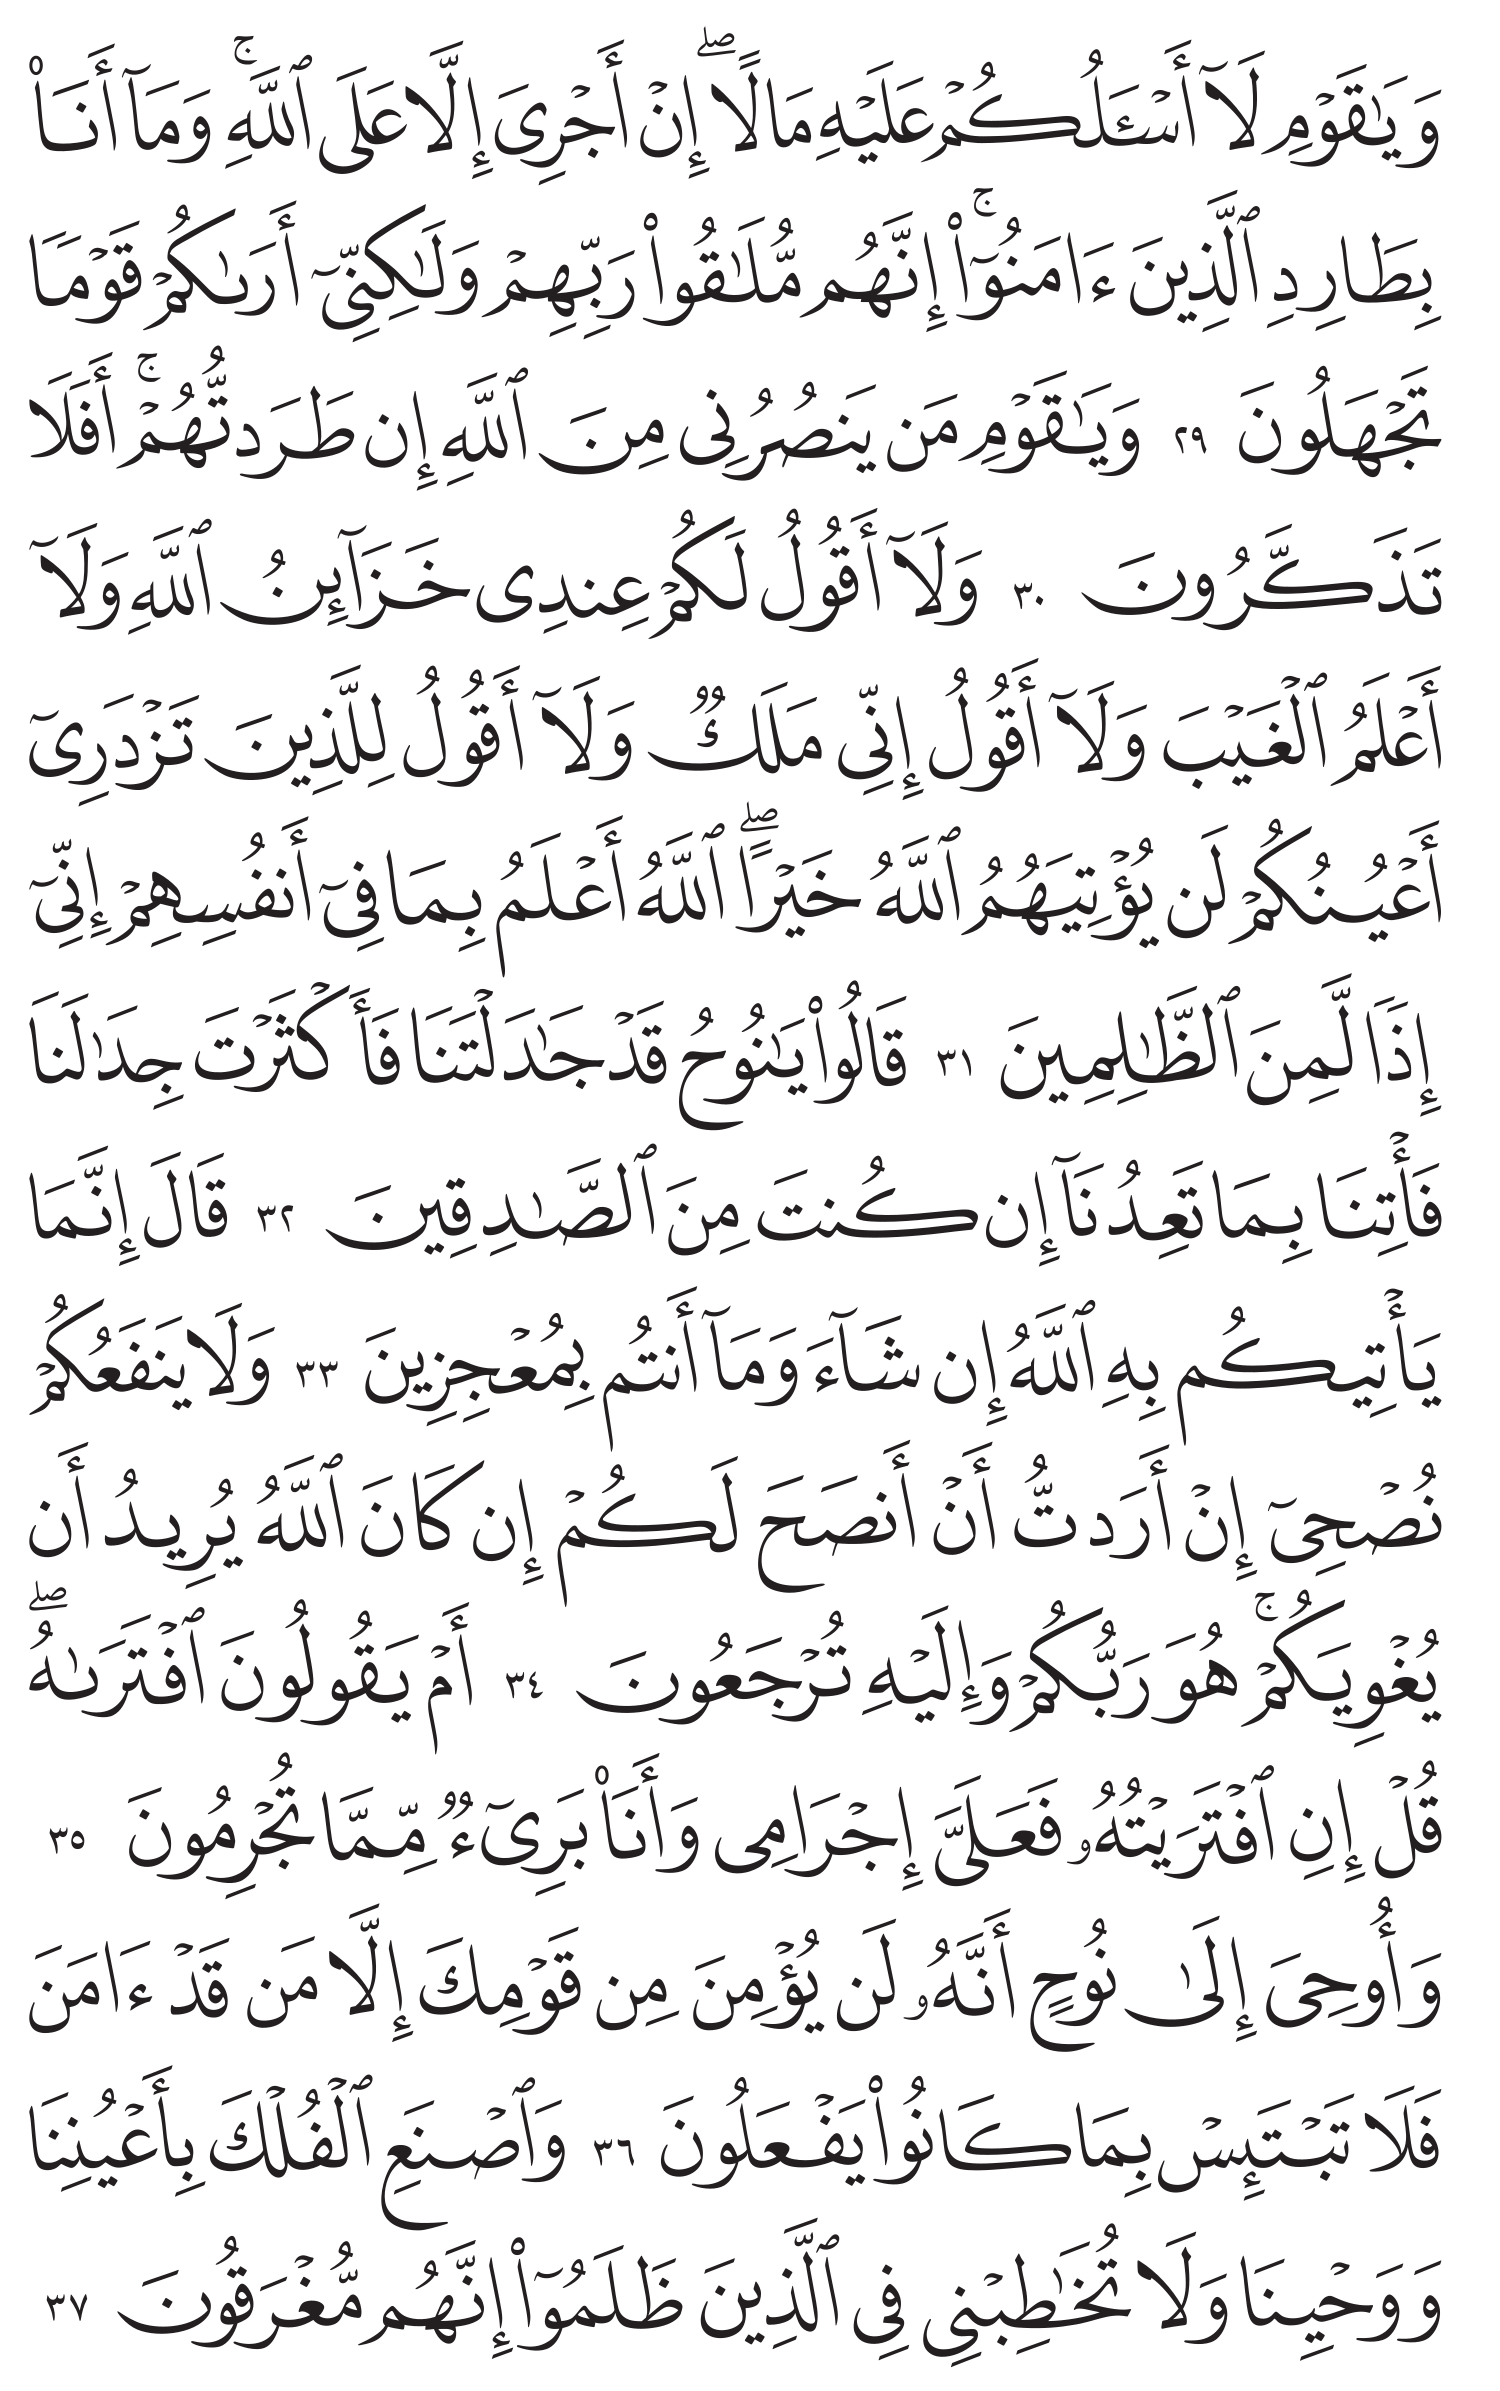 وَيَٰقَوۡمِ لَآ أَسۡـَٔلُكُمۡ عَلَيۡهِ مَالًاۖ إِنۡ أَجۡرِيَ إِلَّا عَلَى ٱللَّهِۚ وَمَآ أَنَا۠
بِطَارِدِ ٱلَّذِينَ ءَامَنُوٓاْۚ إِنَّهُم مُّلَٰقُواْ رَبِّهِمۡ وَلَٰكِنِّيٓ أَرَىٰكُمۡ قَوۡمٗا
تَجۡهَلُونَ ٢٩ وَيَٰقَوۡمِ مَن يَنصُرُنِي مِنَ ٱللَّهِ إِن طَرَدتُّهُمۡۚ أَفَلَا
تَذَكَّرُونَ ٣٠ وَلَآ أَقُولُ لَكُمۡ عِندِي خَزَآئِنُ ٱللَّهِ وَلَآ
أَعۡلَمُ ٱلۡغَيۡبَ وَلَآ أَقُولُ إِنِّي مَلَكٞ وَلَآ أَقُولُ لِلَّذِينَ تَزۡدَرِيٓ
أَعۡيُنُكُمۡ لَن يُؤۡتِيَهُمُ ٱللَّهُ خَيۡرًاۖ ٱللَّهُ أَعۡلَمُ بِمَا فِيٓ أَنفُسِهِمۡ إِنِّيٓ
إِذٗا لَّمِنَ ٱلظَّٰلِمِينَ ٣١ قَالُواْ يَٰنُوحُ قَدۡ جَٰدَلۡتَنَا فَأَكۡثَرۡتَ جِدَٰلَنَا
فَأۡتِنَا بِمَا تَعِدُنَآ إِن كُنتَ مِنَ ٱلصَّٰدِقِينَ ٣٢ قَالَ إِنَّمَا
يَأۡتِيكُم بِهِ ٱللَّهُ إِن شَآءَ وَمَآ أَنتُم بِمُعۡجِزِينَ ٣٣ وَلَا يَنفَعُكُمۡ
نُصۡحِيٓ إِنۡ أَرَدتُّ أَنۡ أَنصَحَ لَكُمۡ إِن كَانَ ٱللَّهُ يُرِيدُ أَن
يُغۡوِيَكُمۡۚ هُوَ رَبُّكُمۡ وَإِلَيۡهِ تُرۡجَعُونَ ٣٤ أَمۡ يَقُولُونَ ٱفۡتَرَىٰهُۖ
قُلۡ إِنِ ٱفۡتَرَيۡتُهُۥ فَعَلَيَّ إِجۡرَامِي وَأَنَا۠ بَرِيٓءٞ مِّمَّا تُجۡرِمُونَ ٣٥
وَأُوحِيَ إِلَىٰ نُوحٍ أَنَّهُۥ لَن يُؤۡمِنَ مِن قَوۡمِكَ إِلَّا مَن قَدۡ ءَامَنَ
فَلَا تَبۡتَئِسۡ بِمَا كَانُواْ يَفۡعَلُونَ ٣٦ وَٱصۡنَعِ ٱلۡفُلۡكَ بِأَعۡيُنِنَا
وَوَحۡيِنَا وَلَا تُخَٰطِبۡنِي فِي ٱلَّذِينَ ظَلَمُوٓاْ إِنَّهُم مُّغۡرَقُونَ ٣٧